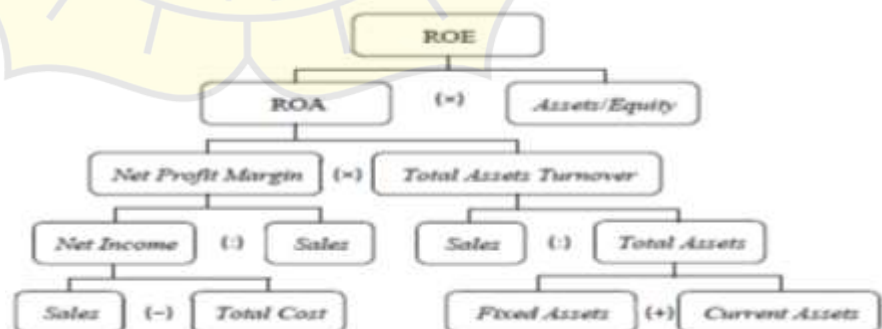 ROE
ROA (×) Assets/Equity
Net Profit Margin (×) Total Assets Turnover
Net Income (:) Sales Sales (:) Total Assets
Sales (-) Total Cost Fixed Assets (+) Current Assets